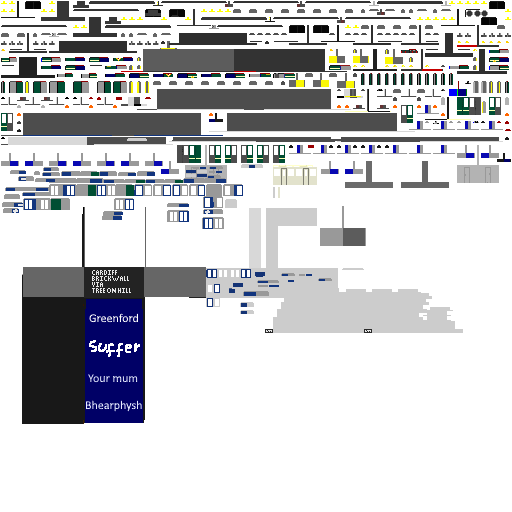 CARDIFF
BRICKWALL
VIA
TREE ON HILL
Greenford
Suffer
Your mum
Bhearphysh